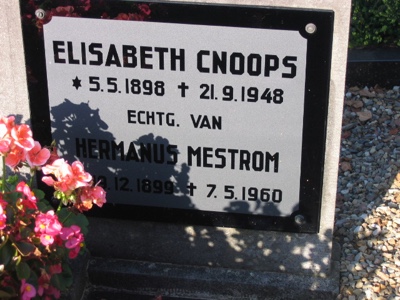 ELISABETH CNOOPS
* 5.5.1898 † 21.9.1948
ECHTG. VAN
HERMANUS MESTROM
.12.1899 † 7.5.1960